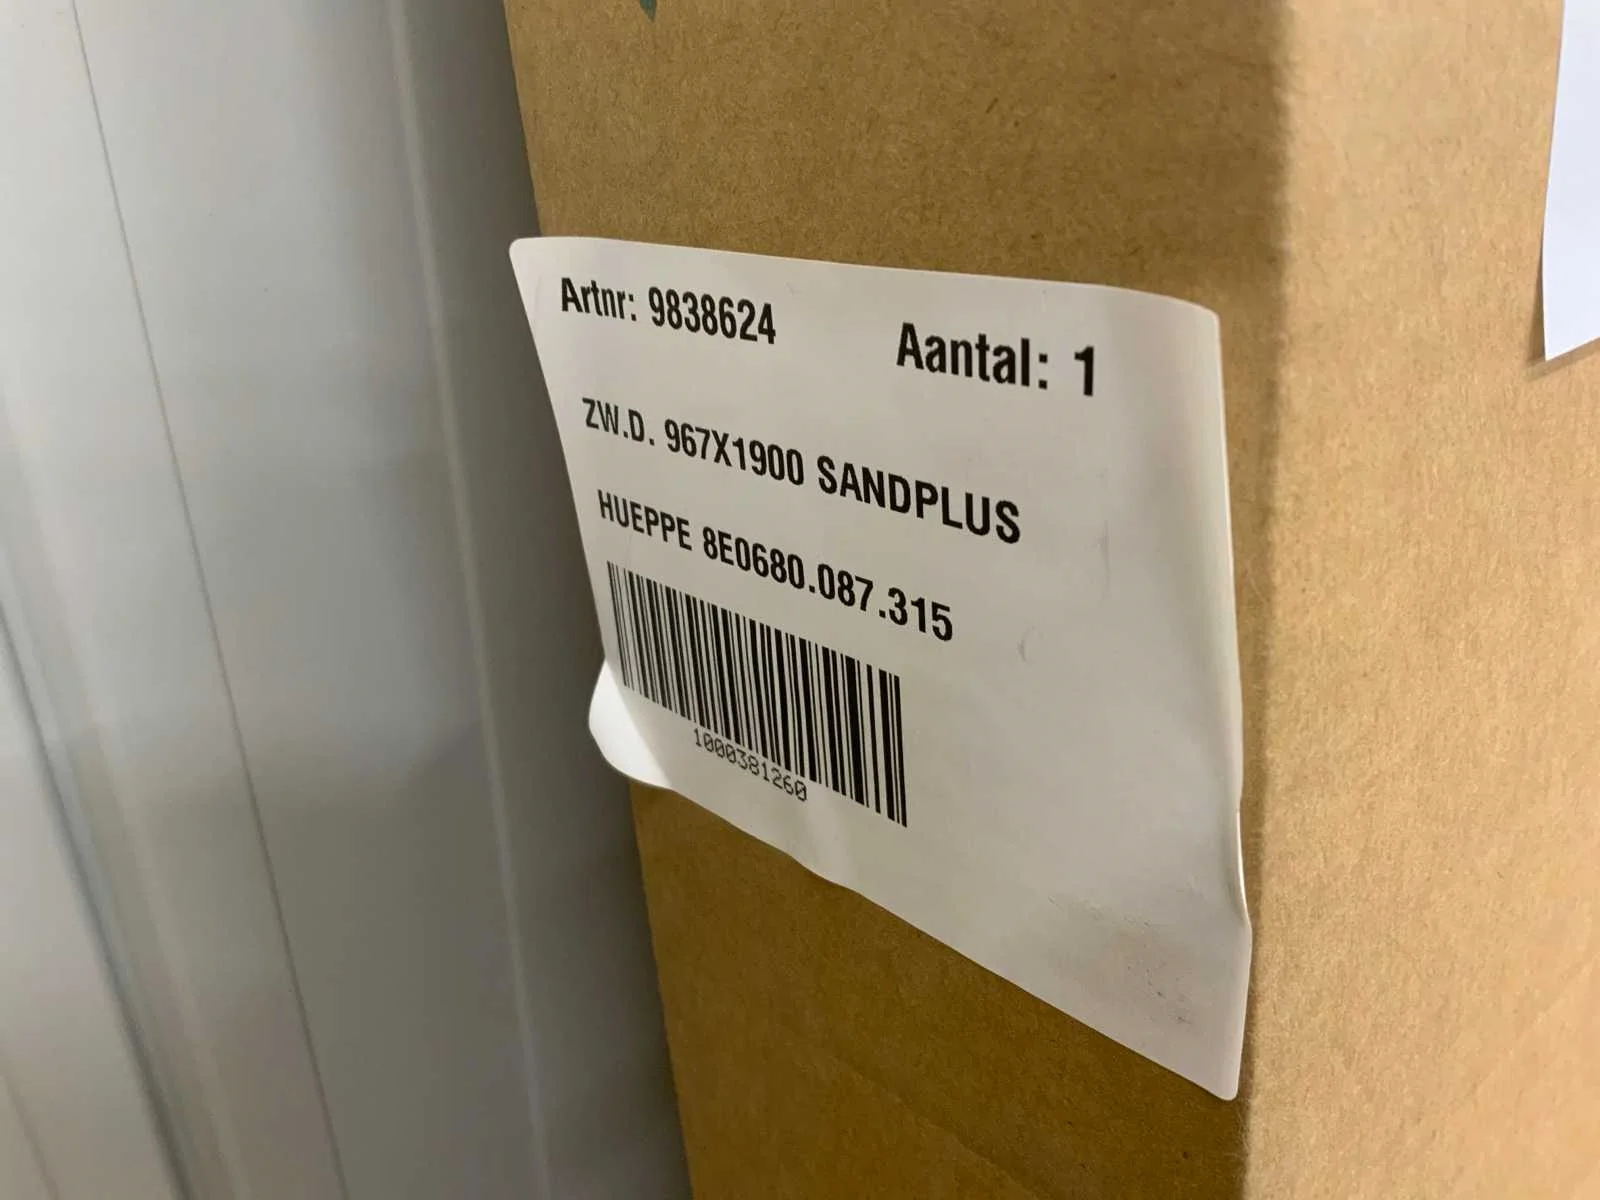 Artnr: 9838624 Aantal: 1
ZW.D. 967X1900 SANDPLUS
HUEPPE 8E0680.087.315
1000381260